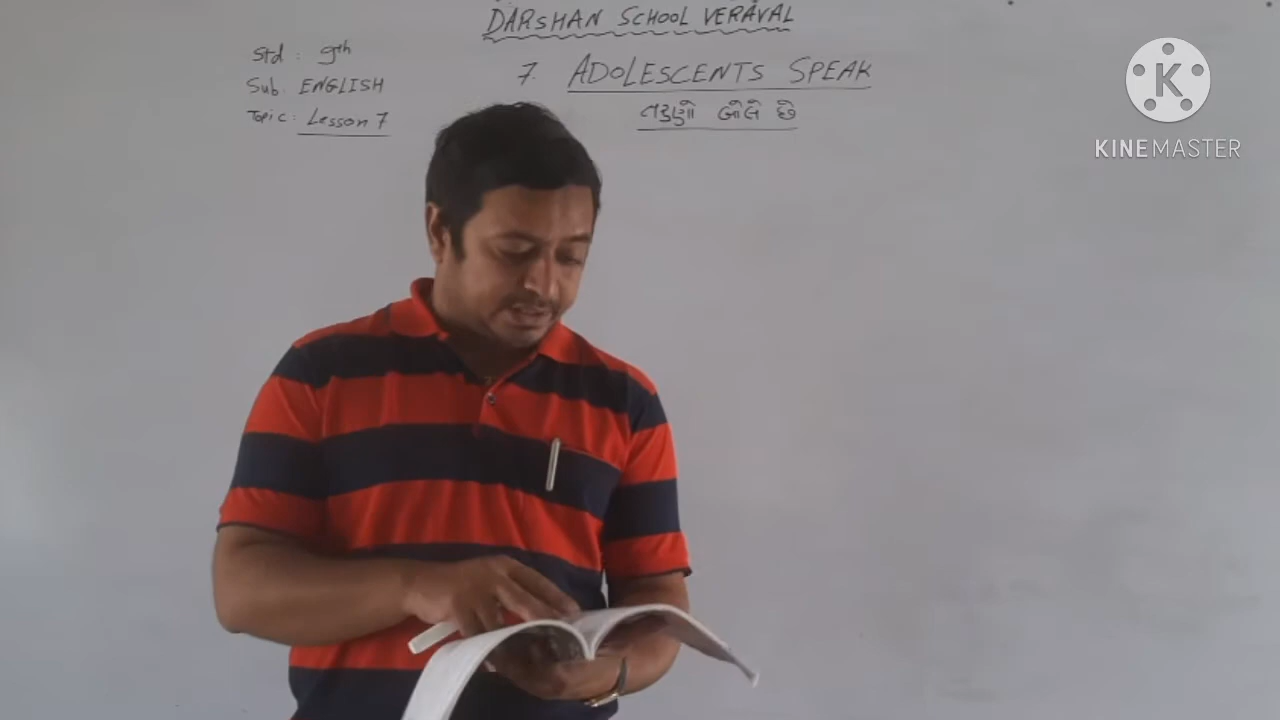 DARSHAN SCHOOL VERAVAL
Std : 9th
Sub. ENGLISH
Topic : Lesson 7
7. ADOLESCENTS SPEAK
તરુણો બોલે છે
K
KINEMASTER